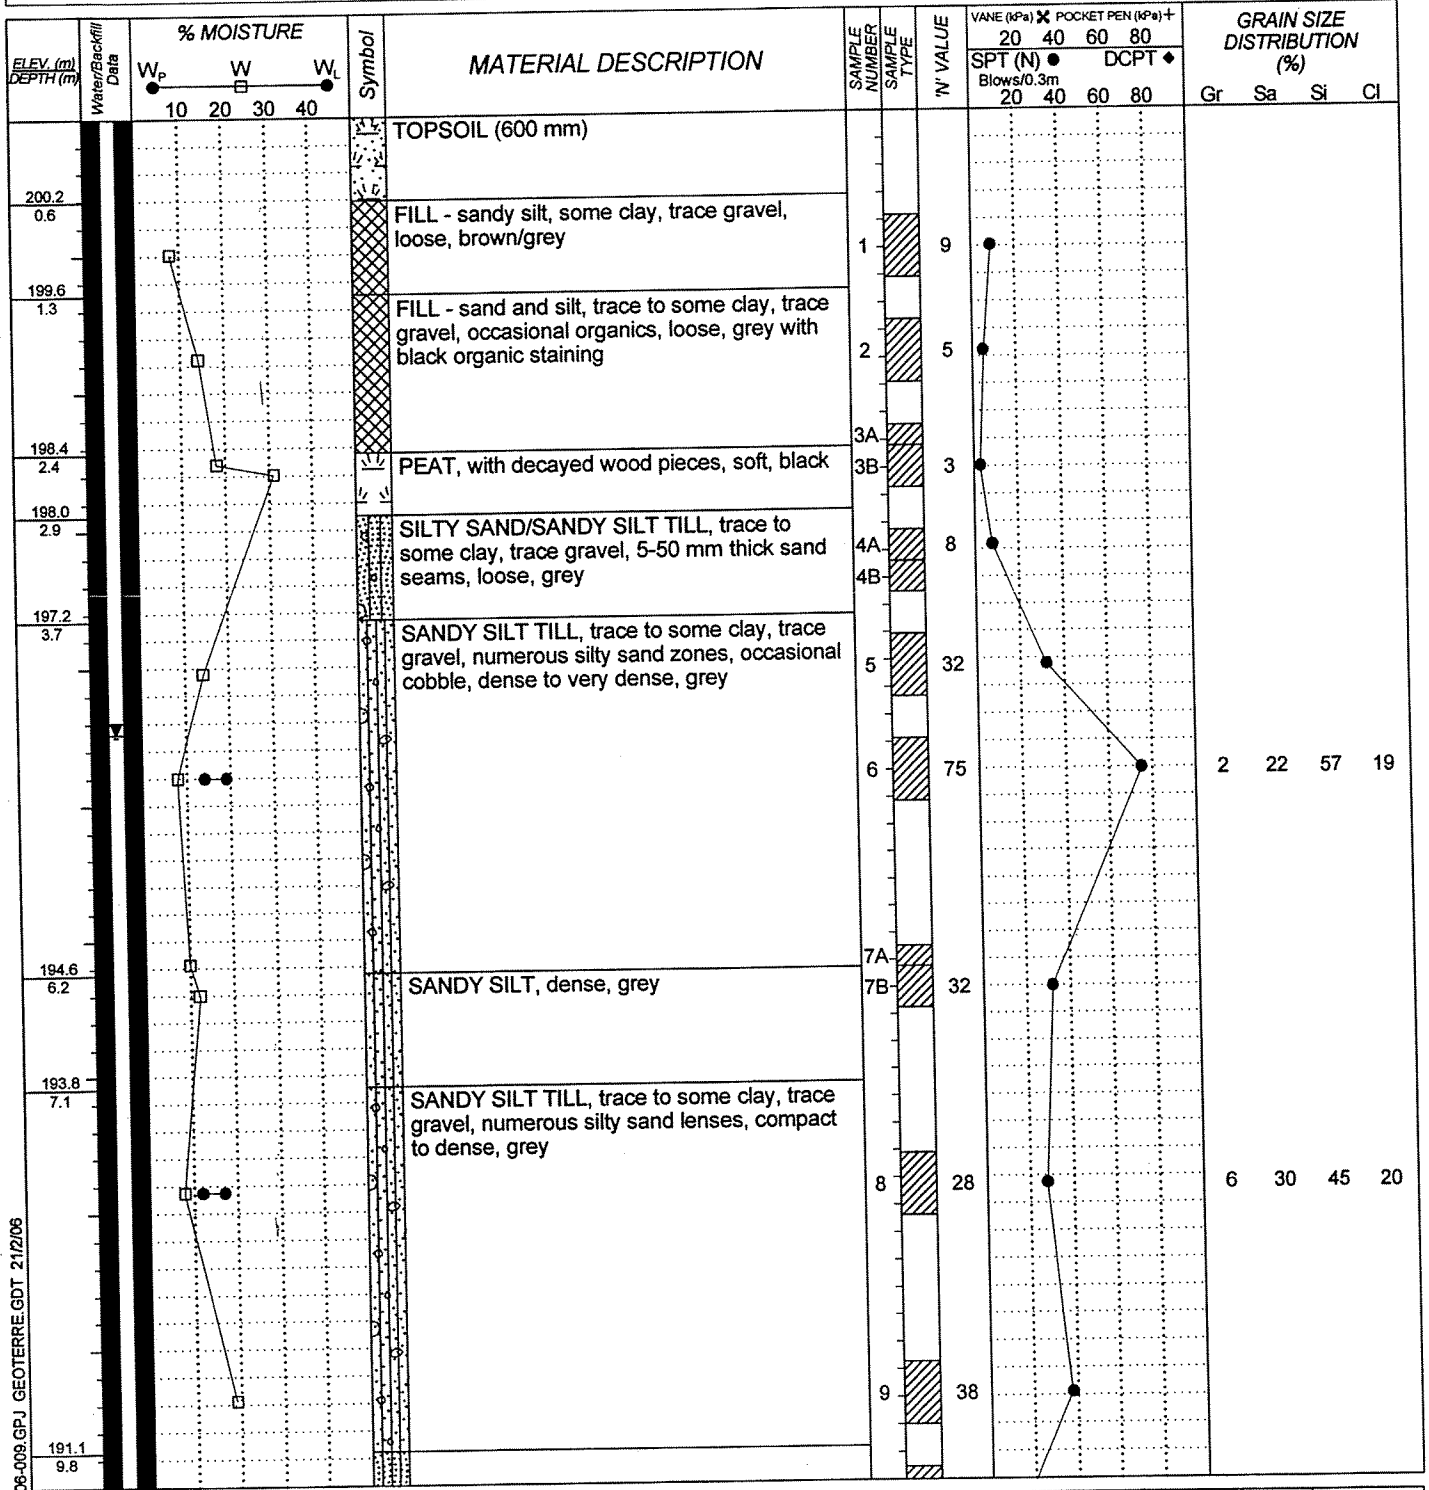 ELEV. (m)
DEPTH (m)
Water/Backfill
Data
% MOISTURE
WP W WL
10 20 30 40
Symbol
MATERIAL DESCRIPTION
SAMPLE
NUMBER
SAMPLE
TYPE
'N' VALUE
VANE (kPa) ✖ POCKET PEN (kPa) +
20 40 60 80
SPT (N) ● DCPT ◆
Blows/0.3m
20 40 60 80
GRAIN SIZE
DISTRIBUTION
(%)
Gr Sa Si Cl
TOPSOIL (600 mm)
200.2
0.6
FILL - sandy silt, some clay, trace gravel,
loose, brown/grey
1 9
199.6
1.3
FILL - sand and silt, trace to some clay, trace
gravel, occasional organics, loose, grey with
black organic staining
2 5
3A
198.4
2.4
PEAT, with decayed wood pieces, soft, black
3B 3
198.0
2.9
SILTY SAND/SANDY SILT TILL, trace to
some clay, trace gravel, 5-50 mm thick sand
seams, loose, grey
4A 8
4B
197.2
3.7
SANDY SILT TILL, trace to some clay, trace
gravel, numerous silty sand zones, occasional
cobble, dense to very dense, grey
5 32
6 75 2 22 57 19
7A
194.6
6.2
SANDY SILT, dense, grey
7B 32
193.8
7.1
SANDY SILT TILL, trace to some clay, trace
gravel, numerous silty sand lenses, compact
to dense, grey
8 28 6 30 45 20
9 38
191.1
9.8
06-009.GPJ GEOTERRE.GDT 21/2/06